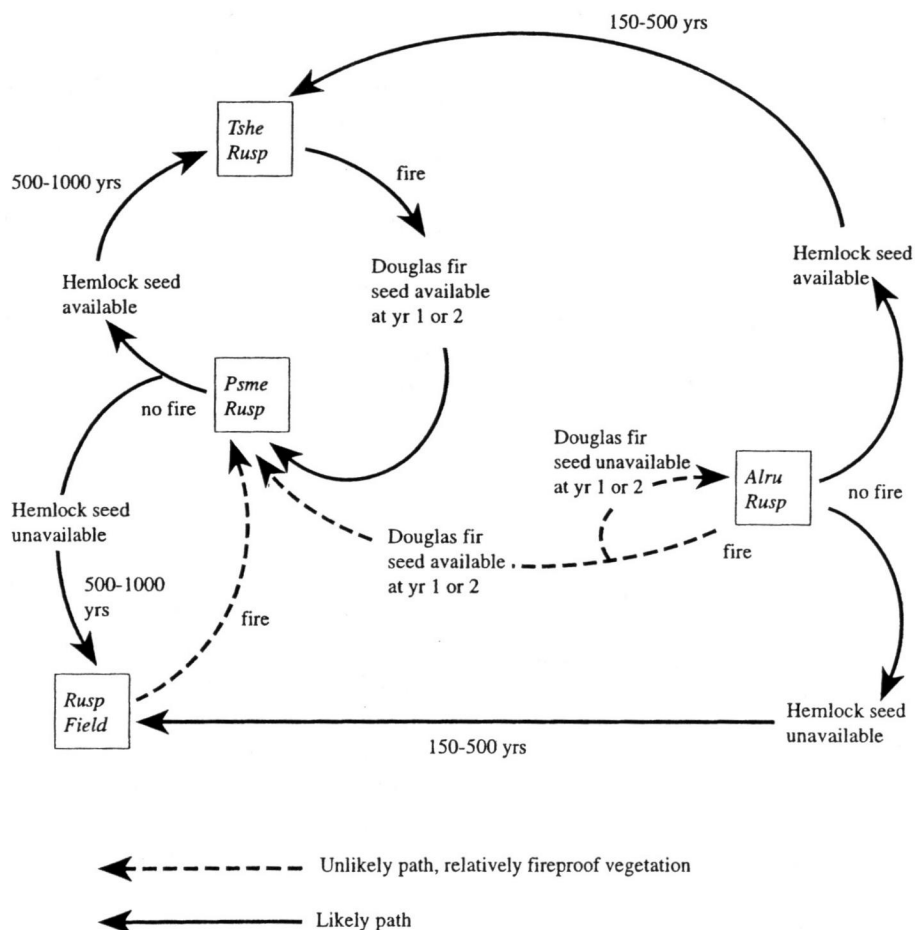 150-500 yrs
Tshe
Rusp
500-1000 yrs
fire
Hemlock seed
available
Douglas fir
seed available
at yr 1 or 2
Hemlock seed
available
Psme
Rusp
no fire
Douglas fir
seed unavailable
at yr 1 or 2
Alru
Rusp
no fire
Hemlock seed
unavailable
Douglas fir
seed available
at yr 1 or 2
fire
500-1000
yrs
fire
Rusp
Field
Hemlock seed
unavailable
150-500 yrs
Unlikely path, relatively fireproof vegetation
Likely path